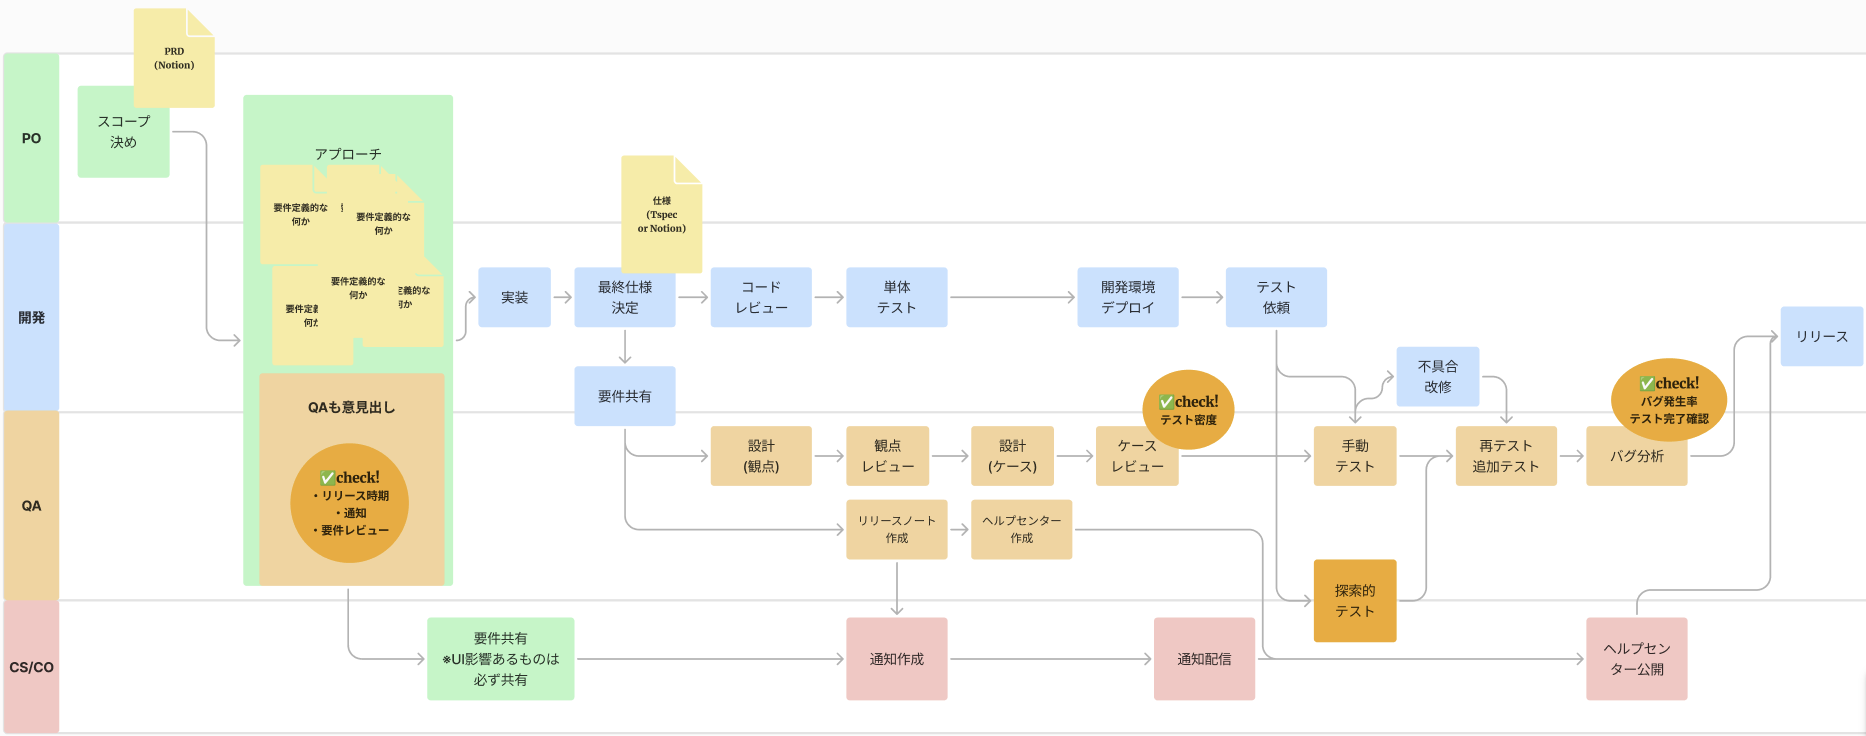 PRD
(Notion)
PO
スコープ
決め
アプローチ
要件定義的な
何か
要件定義的な
何か
要件定義的な
何か
要件定
何か
定義的な
何か
QAも意見出し
✅check!
・リリース時期
・通知
・要件レビュー
仕様
(Tspec
or Notion)
開発
実装
最終仕様
決定
コード
レビュー
単体
テスト
開発環境
デプロイ
テスト
依頼
要件共有
不具合
改修
リリース
✅check!
テスト密度
✅check!
バグ発生率
テスト完了確認
QA
設計
(観点)
観点
レビュー
設計
(ケース)
ケース
レビュー
手動
テスト
再テスト
追加テスト
バグ分析
リリースノート
作成
ヘルプセンター
作成
探索的
テスト
CS/CO
要件共有
※UI影響あるものは
必ず共有
通知作成
通知配信
ヘルプセン
ター公開